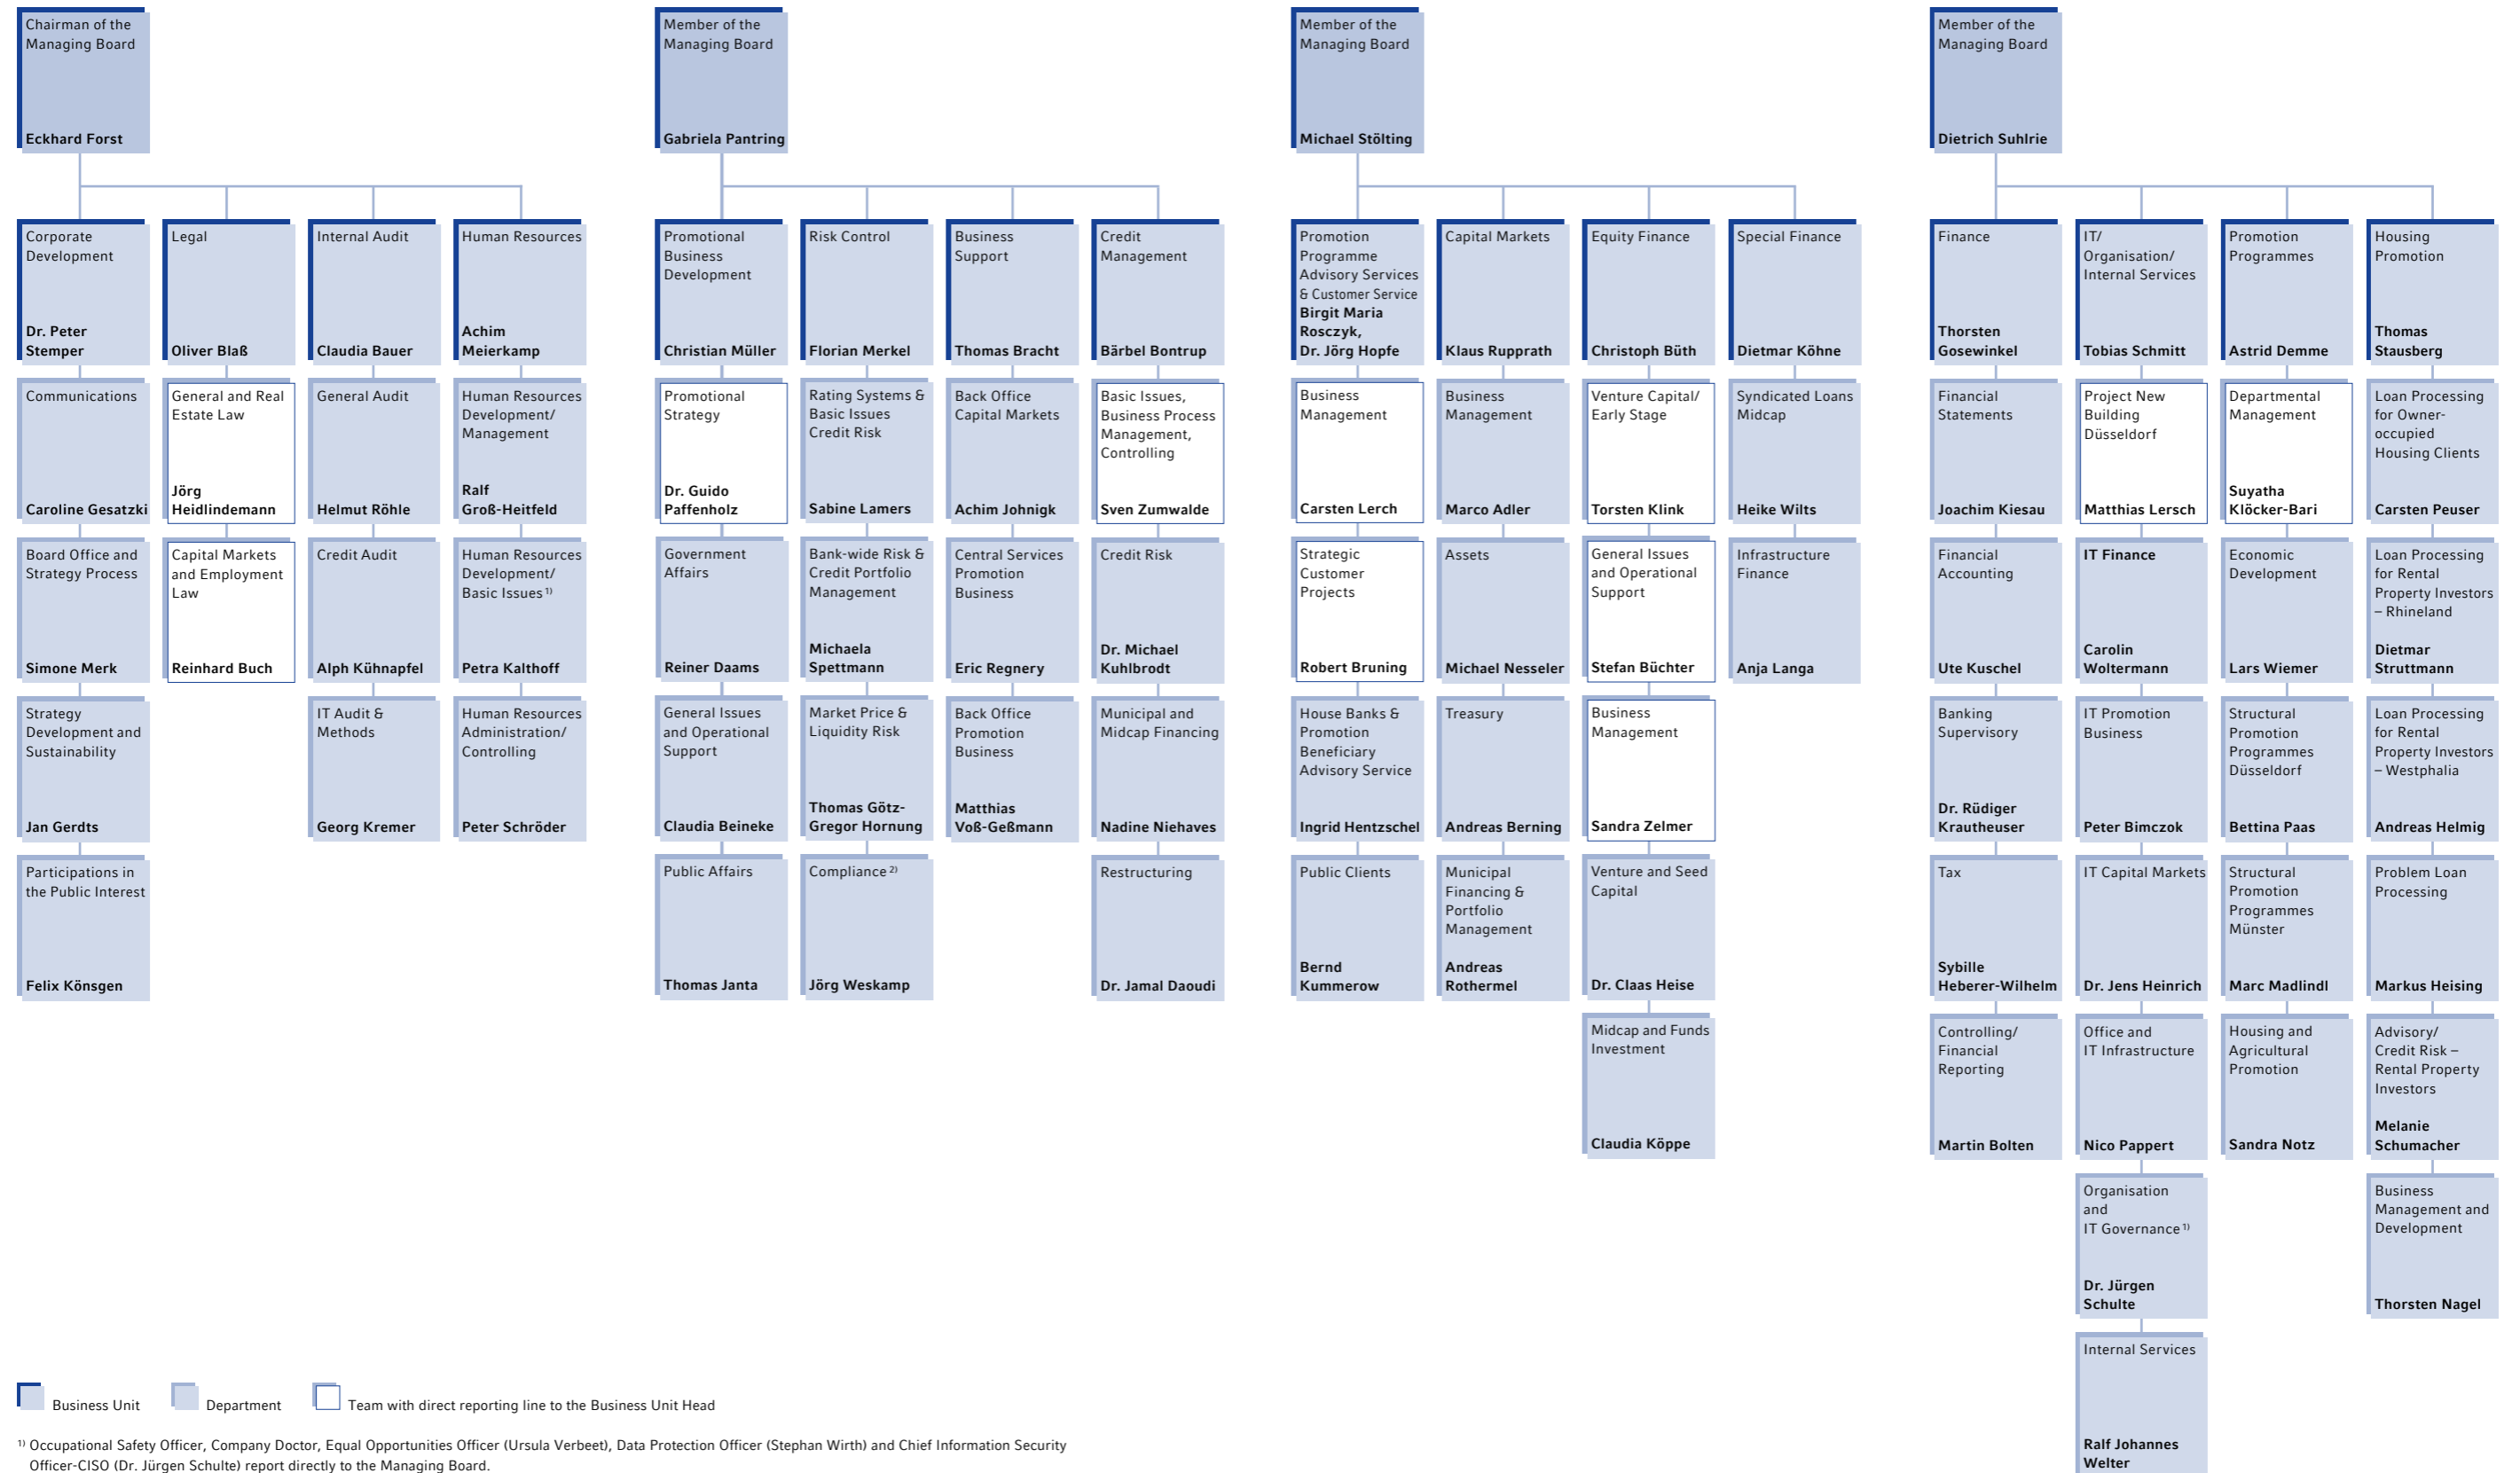 Chairman of the
Managing Board
Eckhard Forst
Member of the
Managing Board
Gabriela Pantring
Member of the
Managing Board
Michael Stölting
Member of the
Managing Board
Dietrich Suhlrie
Corporate
Development
Dr. Peter
Stemper
Communications
Caroline Gesatzki
Board Office and
Strategy Process
Simone Merk
Strategy
Development and
Sustainability
Jan Gerdts
Participations in
the Public Interest
Felix Könsgen
Legal
Oliver Blaß
General and Real
Estate Law
Jörg
Heidlindemann
Capital Markets
and Employment
Law
Reinhard Buch
Internal Audit
Claudia Bauer
General Audit
Helmut Röhle
Credit Audit
Alph Kühnapfel
IT Audit &
Methods
Georg Kremer
Human Resources
Achim
Meierkamp
Human Resources
Development/
Management
Ralf
Groß-Heitfeld
Human Resources
Development/
Basic Issues ¹⁾
Petra Kalthoff
Human Resources
Administration/
Controlling
Peter Schröder
Promotional
Business
Development
Christian Müller
Promotional
Strategy
Dr. Guido
Paffenholz
Government
Affairs
Reiner Daams
General Issues
and Operational
Support
Claudia Beineke
Public Affairs
Thomas Janta
Risk Control
Florian Merkel
Rating Systems &
Basic Issues
Credit Risk
Sabine Lamers
Bank-wide Risk &
Credit Portfolio
Management
Michaela
Spettmann
Market Price &
Liquidity Risk
Thomas Götz-
Gregor Hornung
Compliance ²⁾
Jörg Weskamp
Business
Support
Thomas Bracht
Back Office
Capital Markets
Achim Johnigk
Central Services
Promotion
Business
Eric Regnery
Back Office
Promotion
Business
Matthias
Voß-Geßmann
Credit
Management
Bärbel Bontrup
Basic Issues,
Business Process
Management,
Controlling
Sven Zumwalde
Credit Risk
Dr. Michael
Kuhlbrodt
Municipal and
Midcap Financing
Nadine Niehaves
Restructuring
Dr. Jamal Daoudi
Promotion
Programme
Advisory Services
& Customer Service
Birgit Maria
Rosczyk,
Dr. Jörg Hopfe
Business
Management
Carsten Lerch
Strategic
Customer
Projects
Robert Bruning
House Banks &
Promotion
Beneficiary
Advisory Service
Ingrid Hentzschel
Public Clients
Bernd
Kummerow
Capital Markets
Klaus Rupprath
Business
Management
Marco Adler
Assets
Michael Nesseler
Treasury
Andreas Berning
Municipal
Financing &
Portfolio
Management
Andreas
Rothermel
Equity Finance
Christoph Büth
Venture Capital/
Early Stage
Torsten Klink
General Issues
and Operational
Support
Stefan Büchter
Business
Management
Sandra Zelmer
Venture and Seed
Capital
Dr. Claas Heise
Midcap and Funds
Investment
Claudia Köppe
Special Finance
Dietmar Köhne
Syndicated Loans
Midcap
Heike Wilts
Infrastructure
Finance
Anja Langa
Finance
Thorsten
Gosewinkel
Financial
Statements
Joachim Kiesau
Financial
Accounting
Ute Kuschel
Banking
Supervisory
Dr. Rüdiger
Krautheuser
Tax
Sybille
Heberer-Wilhelm
Controlling/
Financial
Reporting
Martin Bolten
IT/
Organisation/
Internal Services
Tobias Schmitt
Project New
Building
Düsseldorf
Matthias Lersch
IT Finance
Carolin
Woltermann
IT Promotion
Business
Peter Bimczok
IT Capital Markets
Dr. Jens Heinrich
Office and
IT Infrastructure
Nico Pappert
Organisation
and
IT Governance ¹⁾
Dr. Jürgen
Schulte
Internal Services
Ralf Johannes
Welter
Promotion
Programmes
Astrid Demme
Departmental
Management
Suyatha
Klöcker-Bari
Economic
Development
Lars Wiemer
Structural
Promotion
Programmes
Düsseldorf
Bettina Paas
Structural
Promotion
Programmes
Münster
Marc Madlindl
Housing and
Agricultural
Promotion
Sandra Notz
Housing
Promotion
Thomas
Stausberg
Loan Processing
for Owner-
occupied
Housing Clients
Carsten Peuser
Loan Processing
for Rental
Property Investors
– Rhineland
Dietmar
Struttmann
Loan Processing
for Rental
Property Investors
– Westphalia
Andreas Helmig
Problem Loan
Processing
Markus Heising
Advisory/
Credit Risk –
Rental Property
Investors
Melanie
Schumacher
Business
Management and
Development
Thorsten Nagel
Business Unit
Department
Team with direct reporting line to the Business Unit Head
¹⁾ Occupational Safety Officer, Company Doctor, Equal Opportunities Officer (Ursula Verbeet), Data Protection Officer (Stephan Wirth) and Chief Information Security
Officer-CISO (Dr. Jürgen Schulte) report directly to the Managing Board.